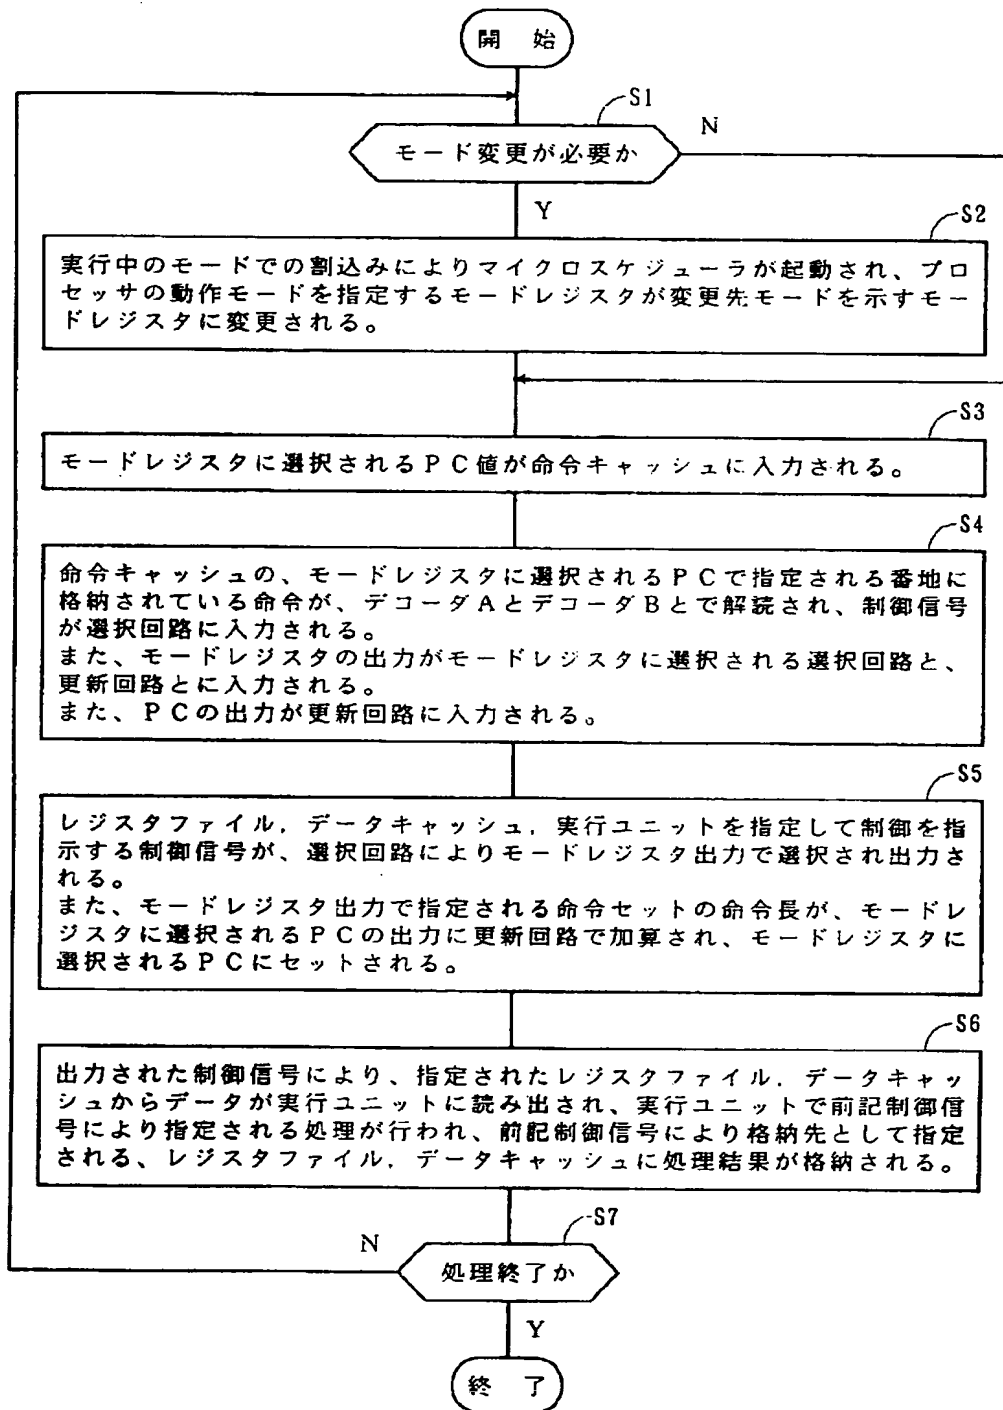 開 始
S1
モード変更が必要か
N
Y
S2
実行中のモードでの割込みによりマイクロスケジューラが起動され、プロ
セッサの動作モードを指定するモードレジスタが変更先モードを示すモー
ドレジスタに変更される。
S3
モードレジスタに選択されるPC値が命令キャッシュに入力される。
S4
命令キャッシュの、モードレジスタに選択されるPCで指定される番地に
格納されている命令が、デコーダAとデコーダBとで解読され、制御信号
が選択回路に入力される。
また、モードレジスタの出力がモードレジスタに選択される選択回路と、
更新回路とに入力される。
また、PCの出力が更新回路に入力される。
S5
レジスタファイル．データキャッシュ．実行ユニットを指定して制御を指
示する制御信号が、選択回路によりモードレジスタ出力で選択され出力さ
れる。
また、モードレジスタ出力で指定される命令セットの命令長が、モードレ
ジスタに選択されるPCの出力に更新回路で加算され、モードレジスタに
選択されるPCにセットされる。
S6
出力された制御信号により、指定されたレジスタファイル．データキャッ
シュからデータが実行ユニットに読み出され、実行ユニットで前記制御信
号により指定される処理が行われ、前記制御信号により格納先として指定
される、レジスタファイル．データキャッシュに処理結果が格納される。
S7
N
処理終了か
Y
終 了